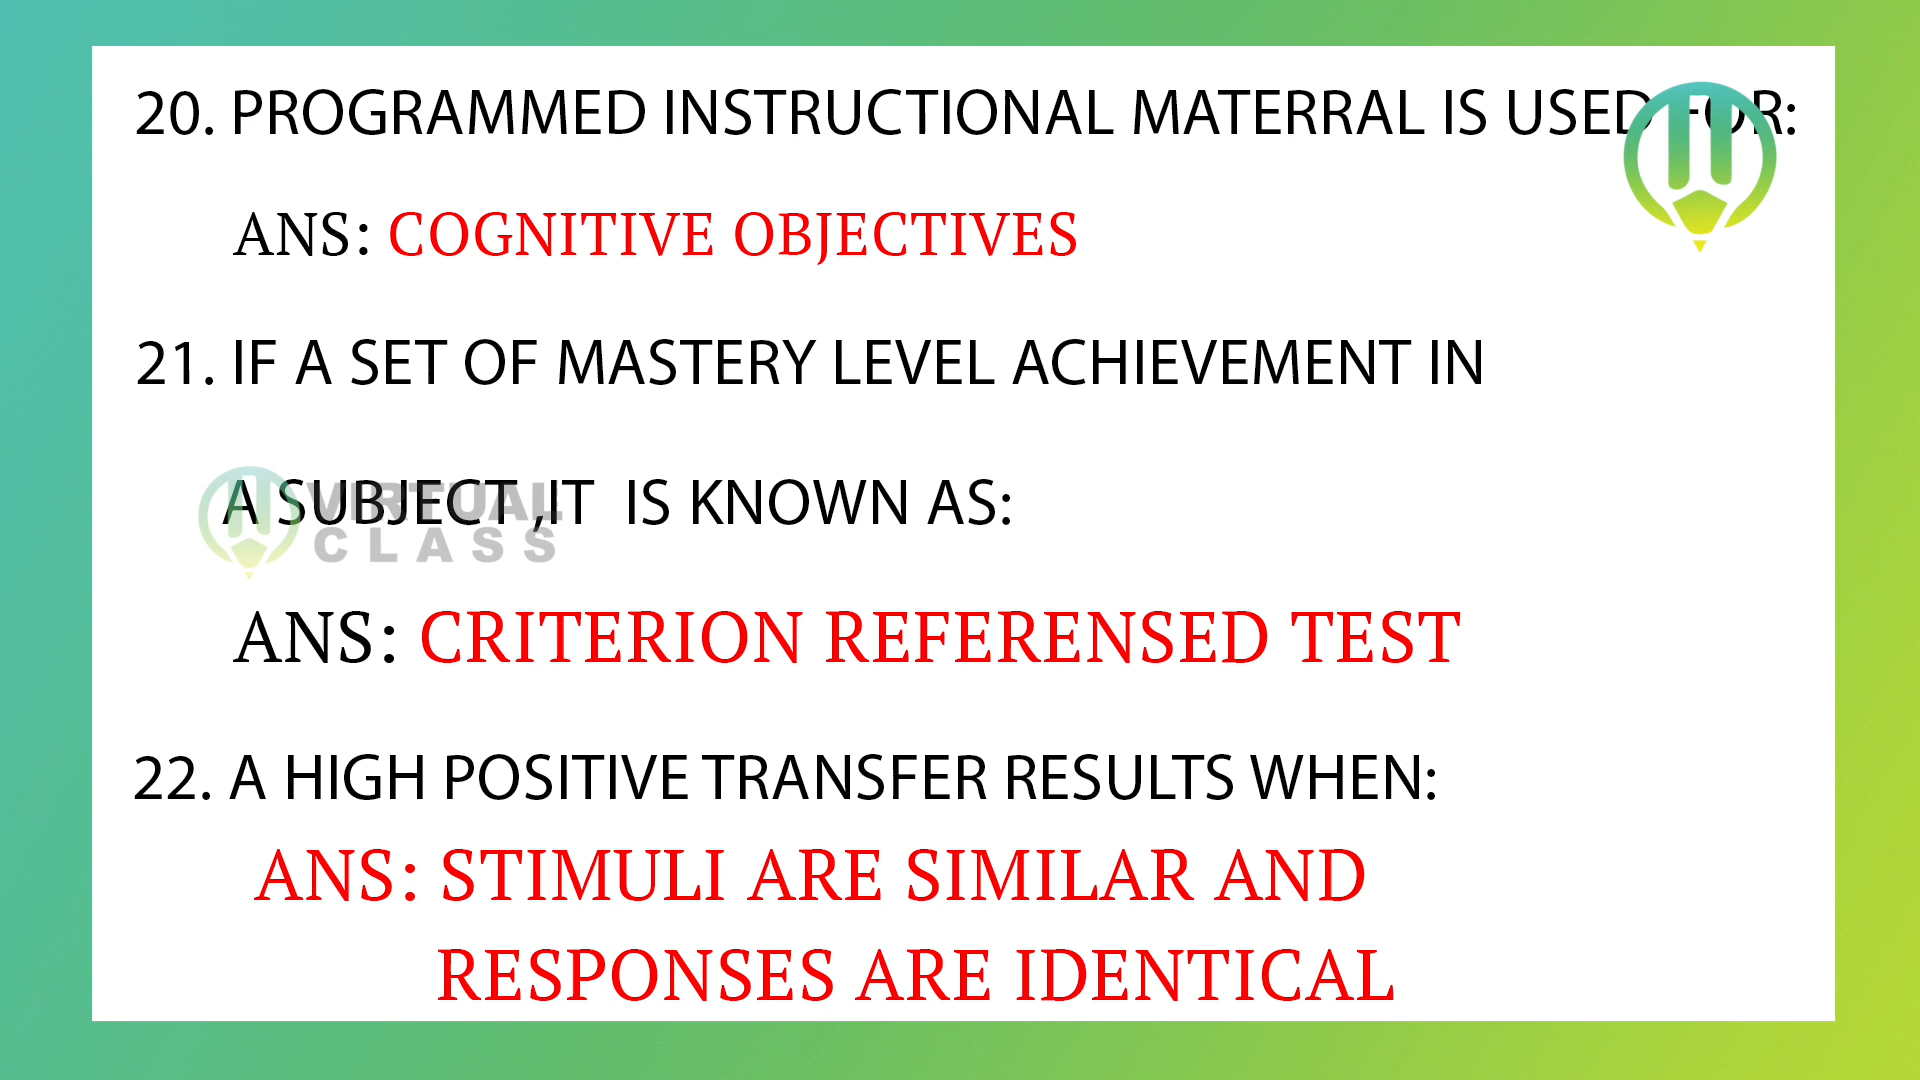 20. PROGRAMMED INSTRUCTIONAL MATERRAL IS USED FOR:
ANS: COGNITIVE OBJECTIVES
21. IF A SET OF MASTERY LEVEL ACHIEVEMENT IN
A SUBJECT ,IT IS KNOWN AS:
VIRTUAL
CLASS
ANS: CRITERION REFERENSED TEST
22. A HIGH POSITIVE TRANSFER RESULTS WHEN:
ANS: STIMULI ARE SIMILAR AND
RESPONSES ARE IDENTICAL